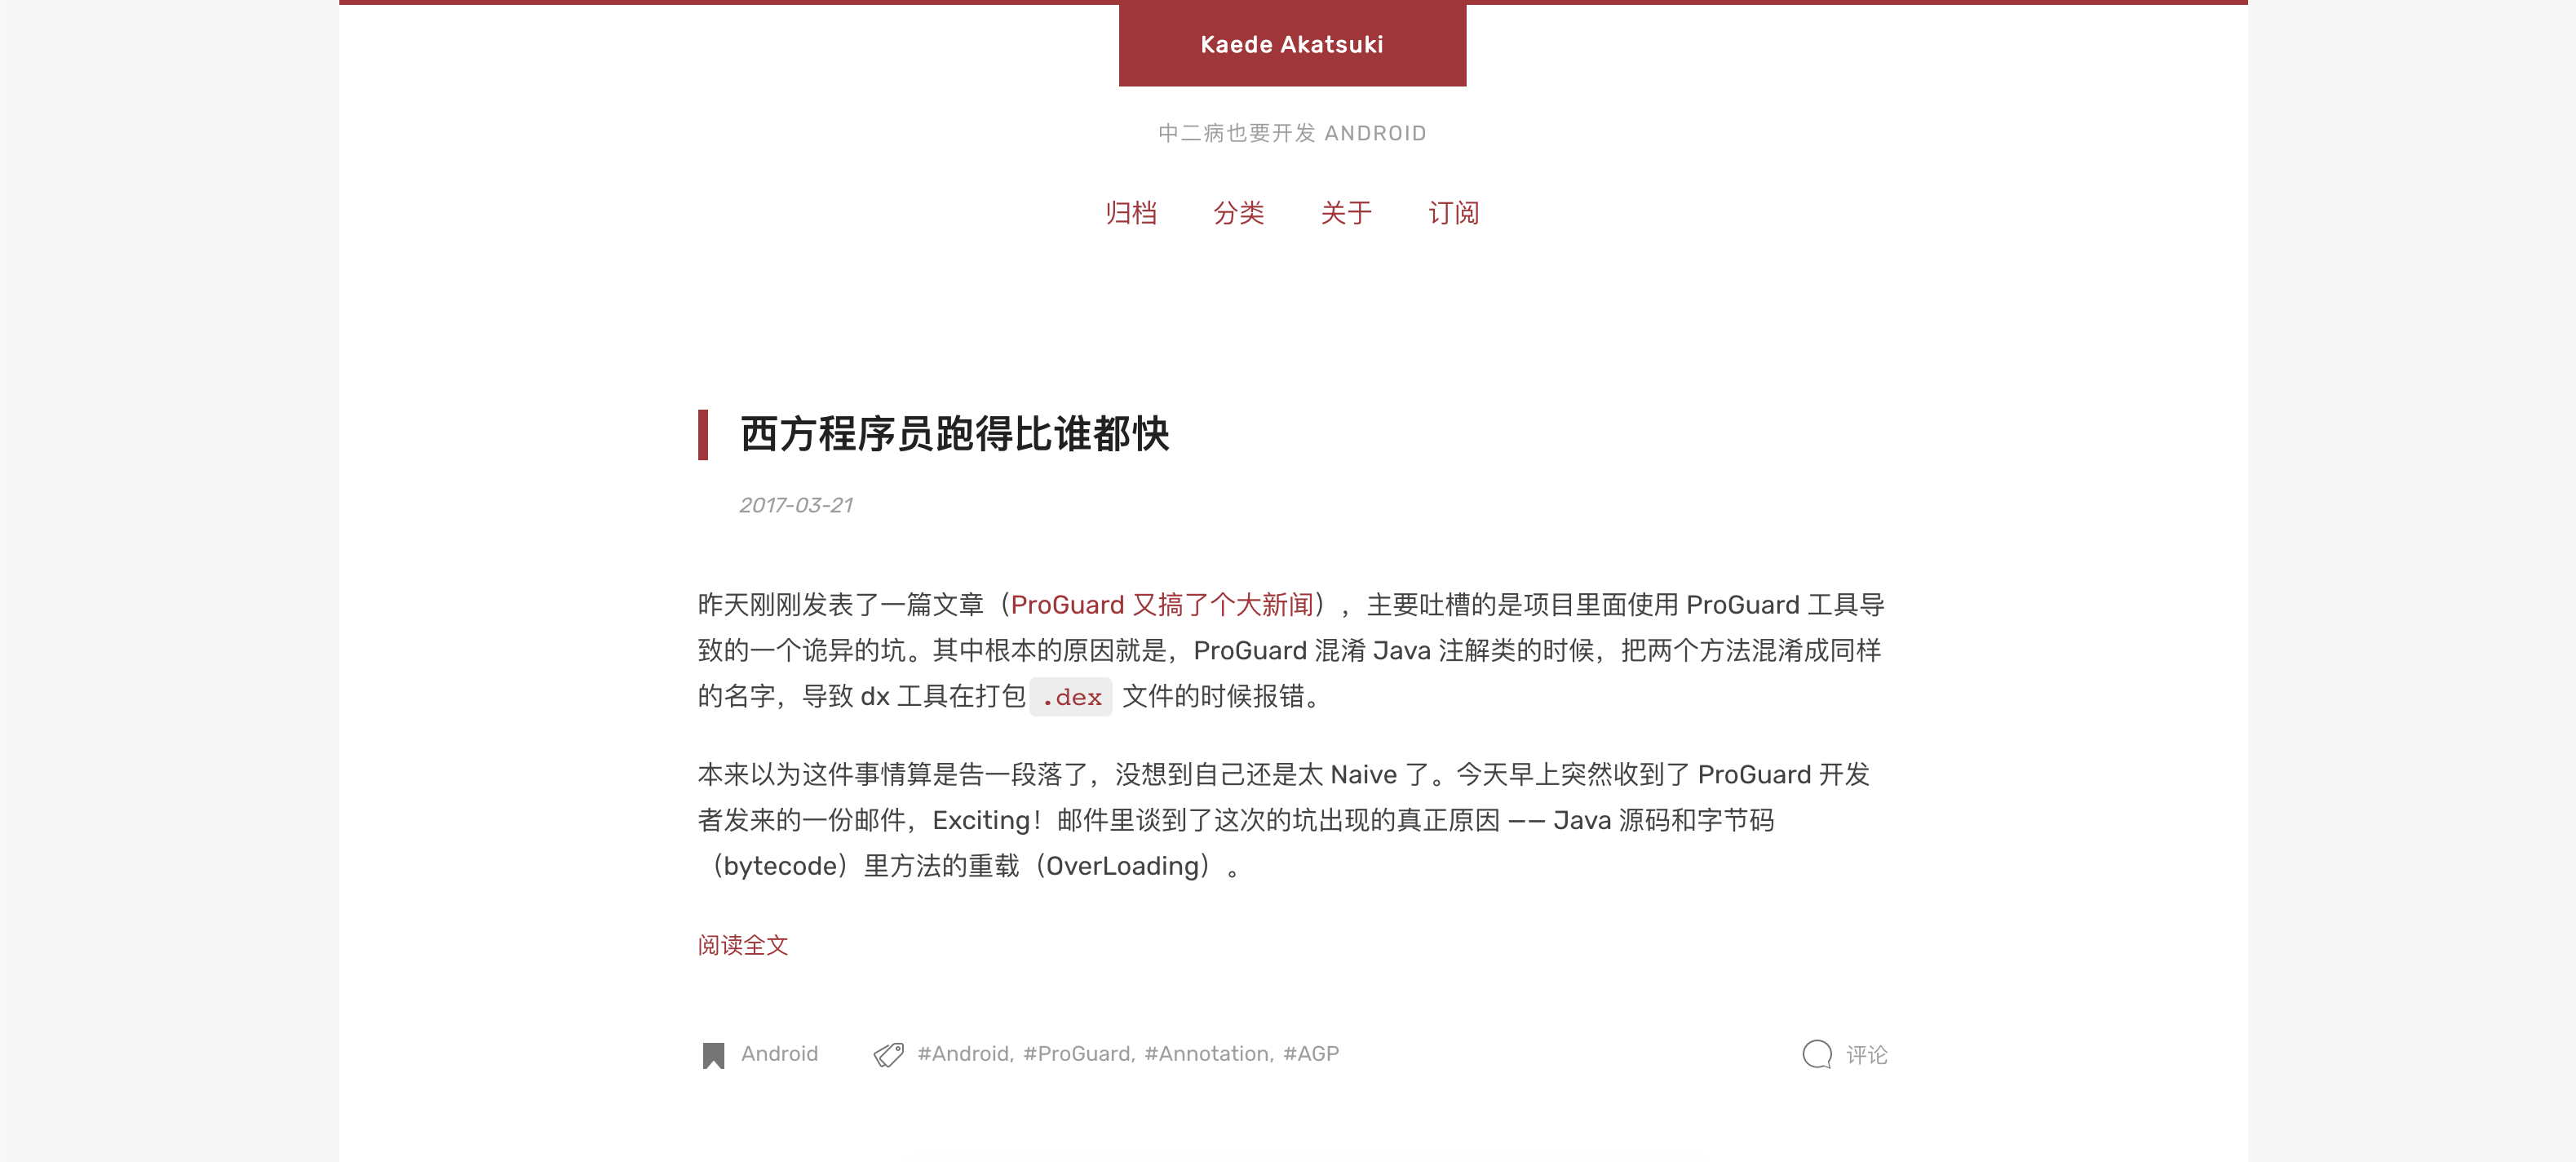 Kaede Akatsuki
中二病也要开发 ANDROID
归档 分类 关于 订阅
西方程序员跑得比谁都快
2017-03-21
昨天刚刚发表了一篇文章（ProGuard 又搞了个大新闻），主要吐槽的是项目里面使用 ProGuard 工具导
致的一个诡异的坑。其中根本的原因就是，ProGuard 混淆 Java 注解类的时候，把两个方法混淆成同样
的名字，导致 dx 工具在打包 .dex 文件的时候报错。
本来以为这件事情算是告一段落了，没想到自己还是太 Naive 了。今天早上突然收到了 ProGuard 开发
者发来的一份邮件，Exciting！邮件里谈到了这次的坑出现的真正原因 —— Java 源码和字节码
（bytecode）里方法的重载（OverLoading）。
阅读全文
Android #Android, #ProGuard, #Annotation, #AGP 评论